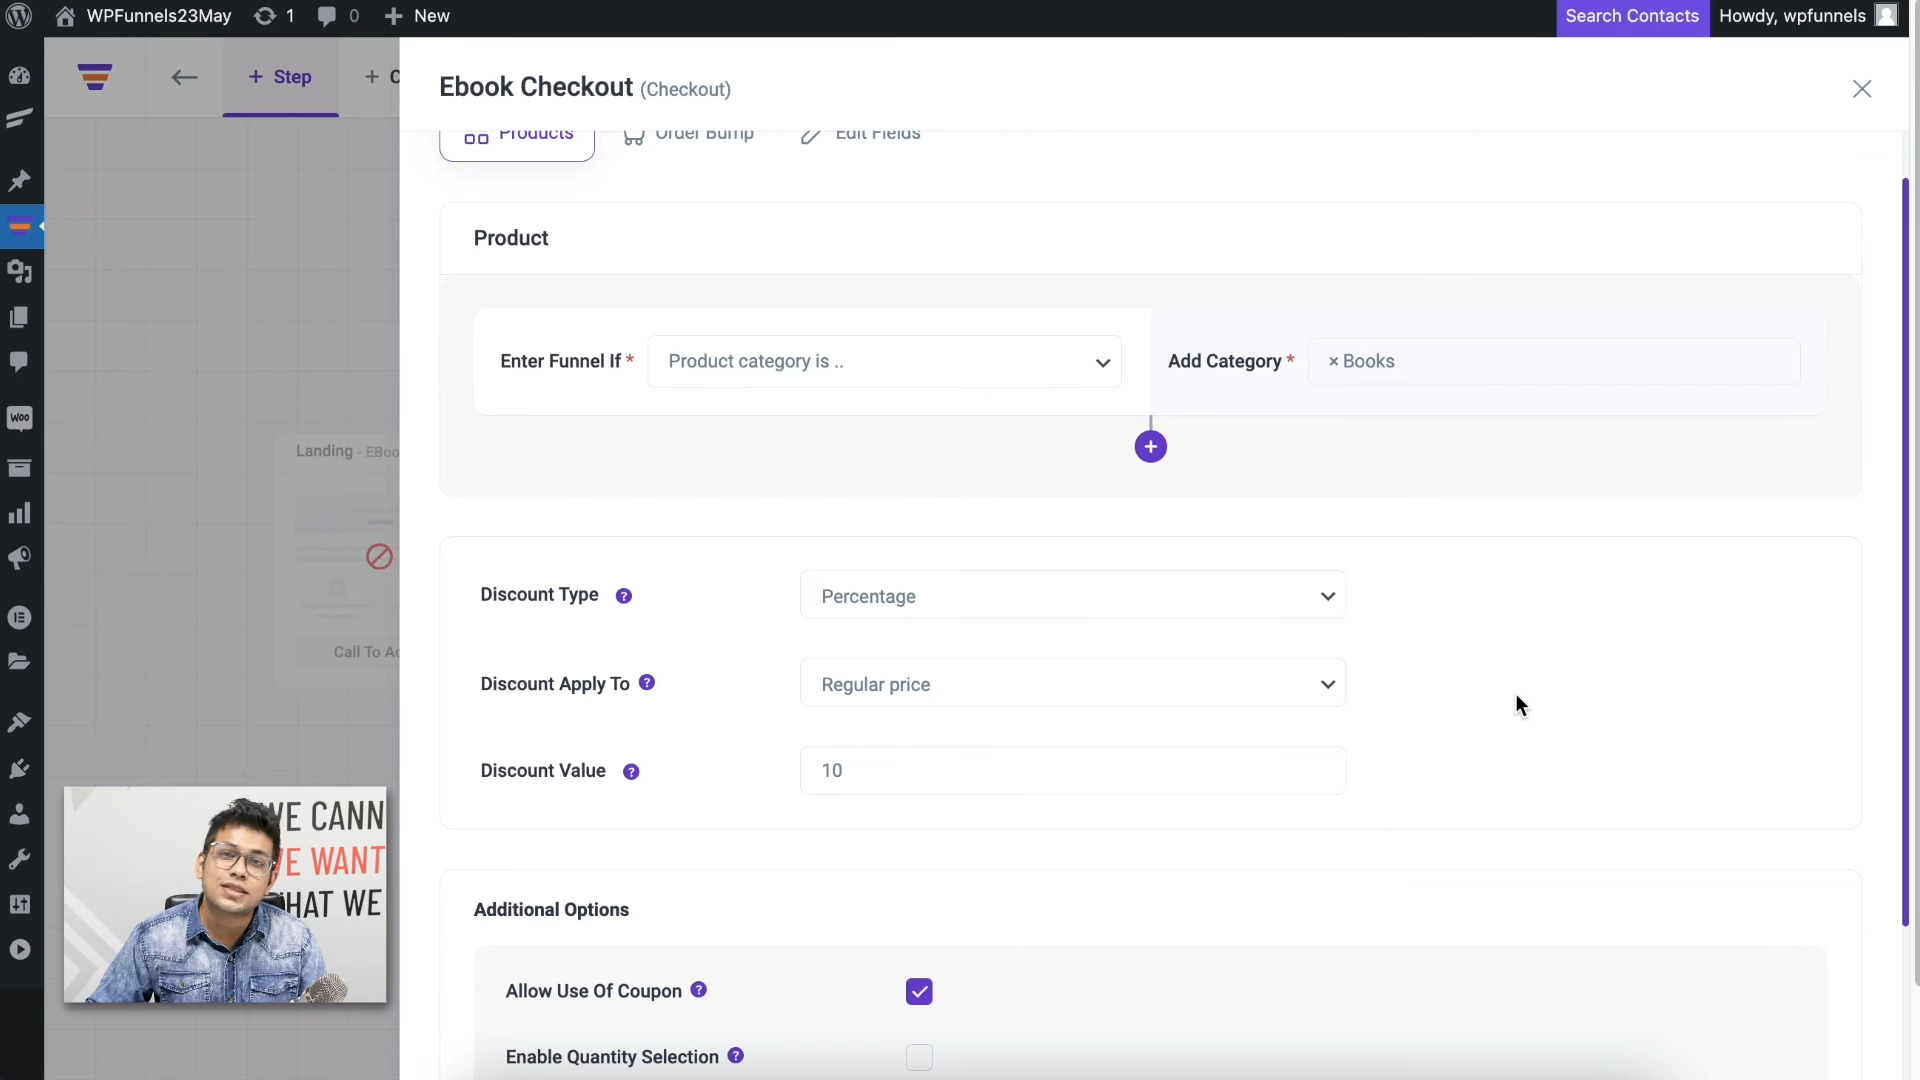 WPFunnels23May 1 0 New Search Contacts Howdy, wpfunnels
+ Step + C
Ebook Checkout (Checkout)
Products Order Bump Edit Fields
Product
Enter Funnel If * Product category is .. Add Category * × Books
+
Landing - EBoo
Call To Ac
Discount Type ? Percentage
Discount Apply To ? Regular price
Discount Value ? 10
Additional Options
Allow Use Of Coupon ?
Enable Quantity Selection ?
WOO
WE CANN
WE WANT
HAT WE